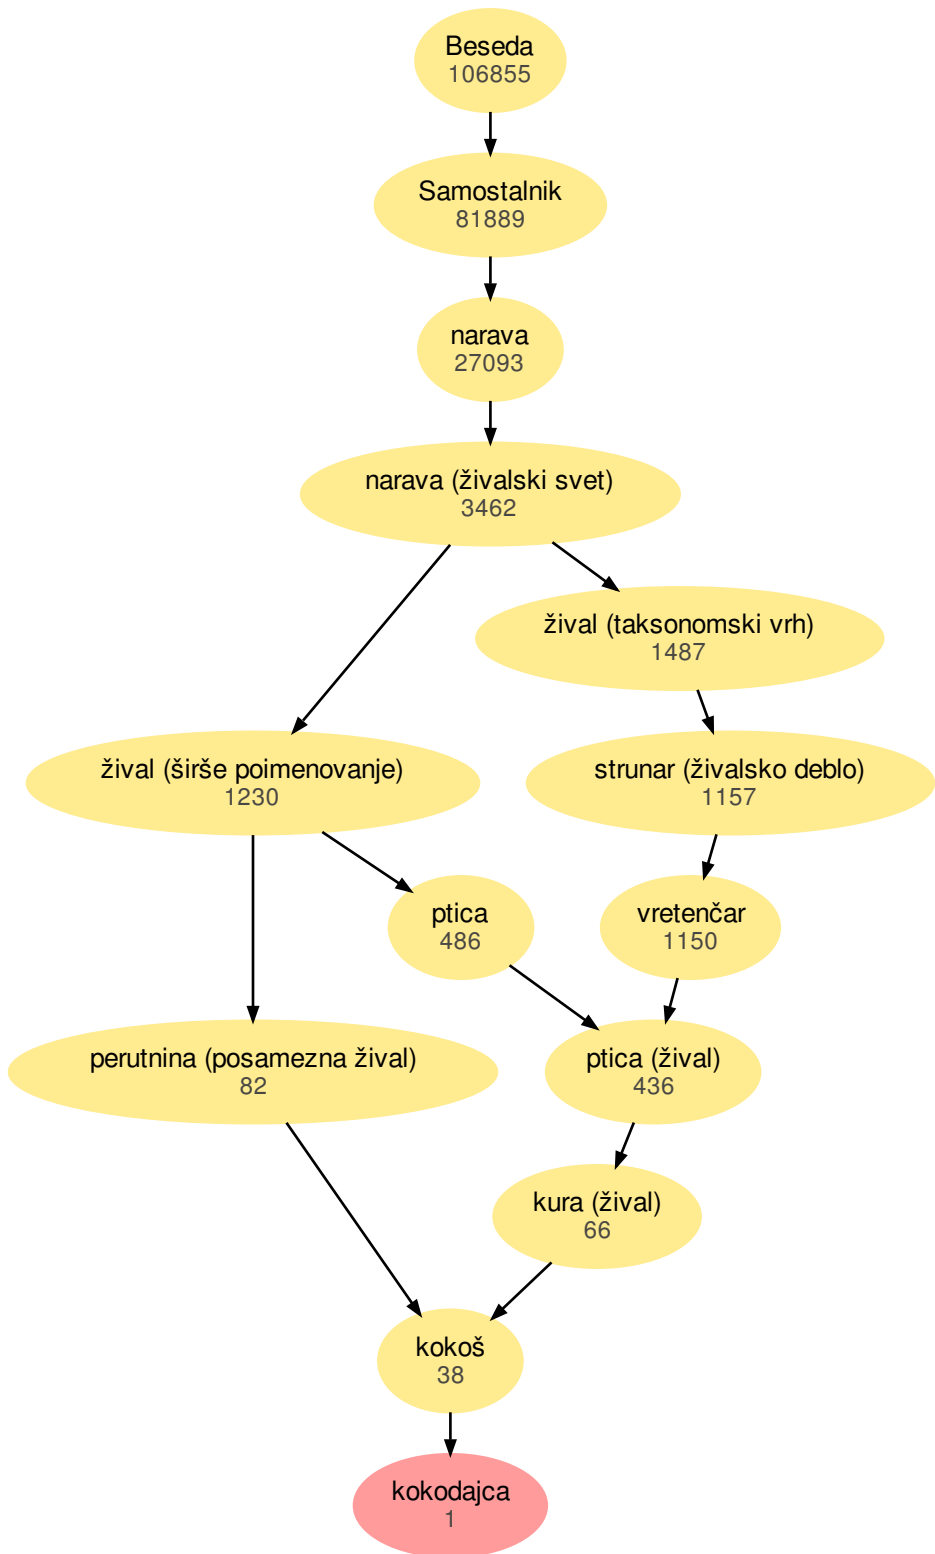 Beseda
106855
Samostalnik
81889
narava
27093
narava (živalski svet)
3462
žival (taksonomski vrh)
1487
žival (širše poimenovanje)
1230
strunar (živalsko deblo)
1157
ptica
486
vretenčar
1150
perutnina (posamezna žival)
82
ptica (žival)
436
kura (žival)
66
kokoš
38
kokodajca
1